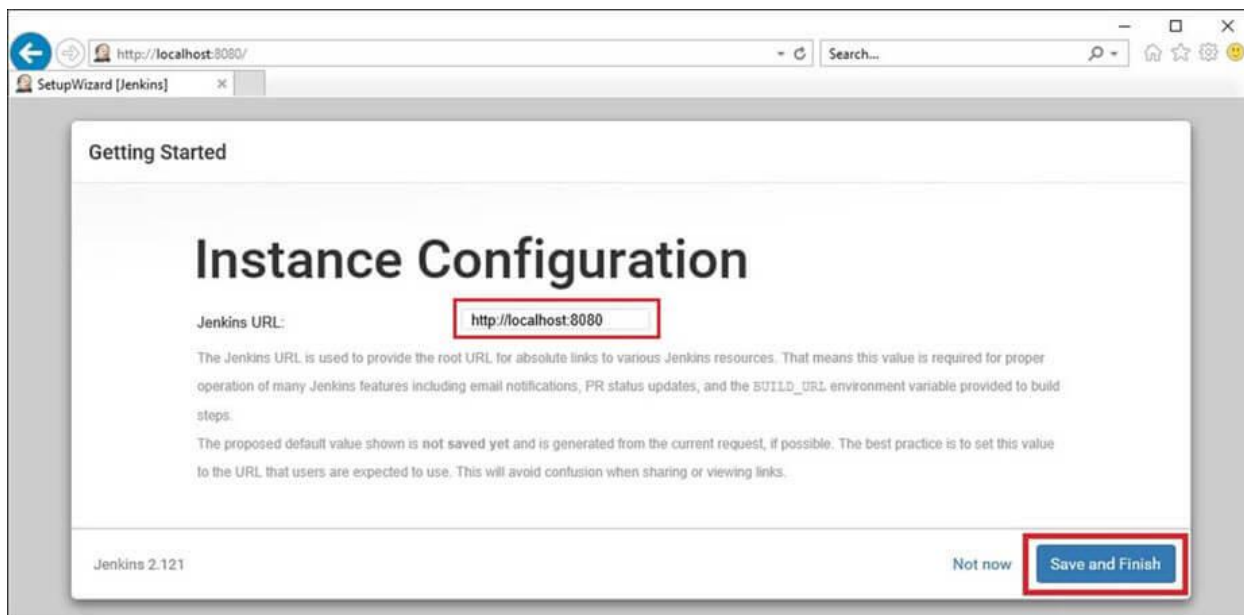 http://localhost:8080/
Search...
SetupWizard [Jenkins]
Getting Started
Instance Configuration
Jenkins URL:
http://localhost:8080
The Jenkins URL is used to provide the root URL for absolute links to various Jenkins resources. That means this value is required for proper
operation of many Jenkins features including email notifications, PR status updates, and the BUILD_URL environment variable provided to build
steps.
The proposed default value shown is not saved yet and is generated from the current request, if possible. The best practice is to set this value
to the URL that users are expected to use. This will avoid confusion when sharing or viewing links.
Jenkins 2.121
Not now
Save and Finish